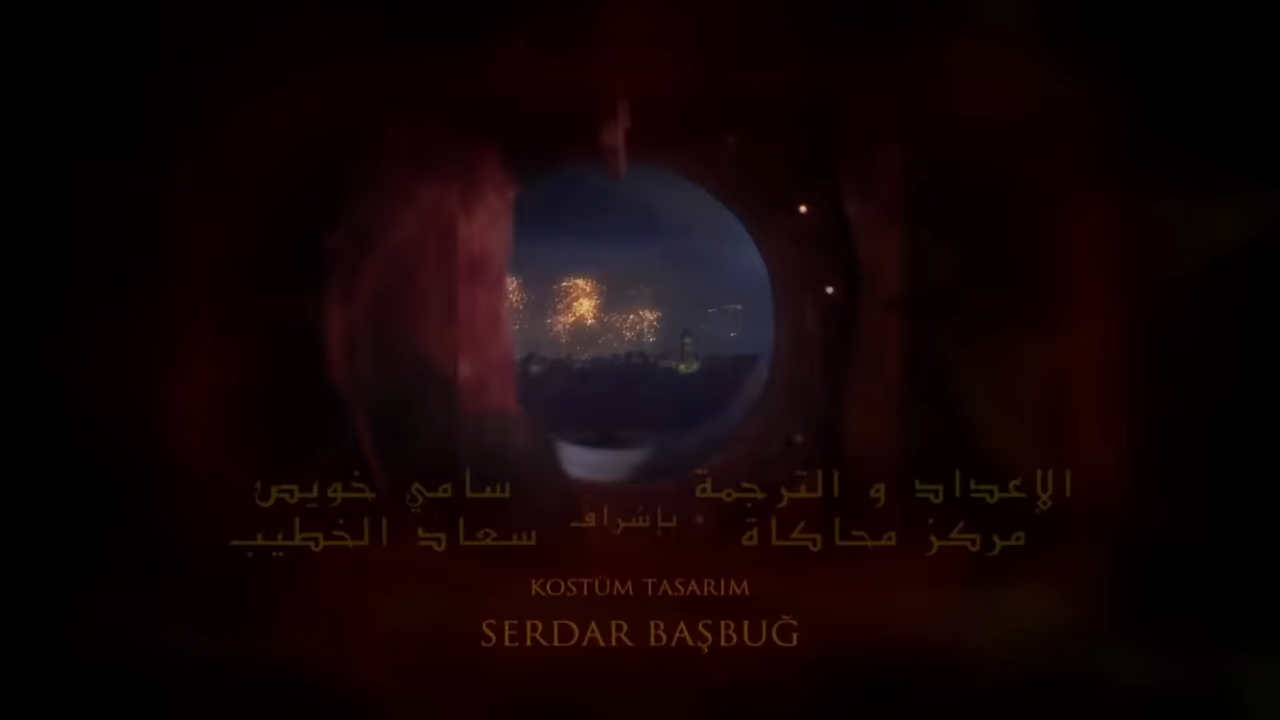 الإعداد و الترجمة
مركز محاكاة
بإشراف
سامي خويص
سعاد الخطيب
KOSTÜM TASARIM
SERDAR BAŞBUĞ